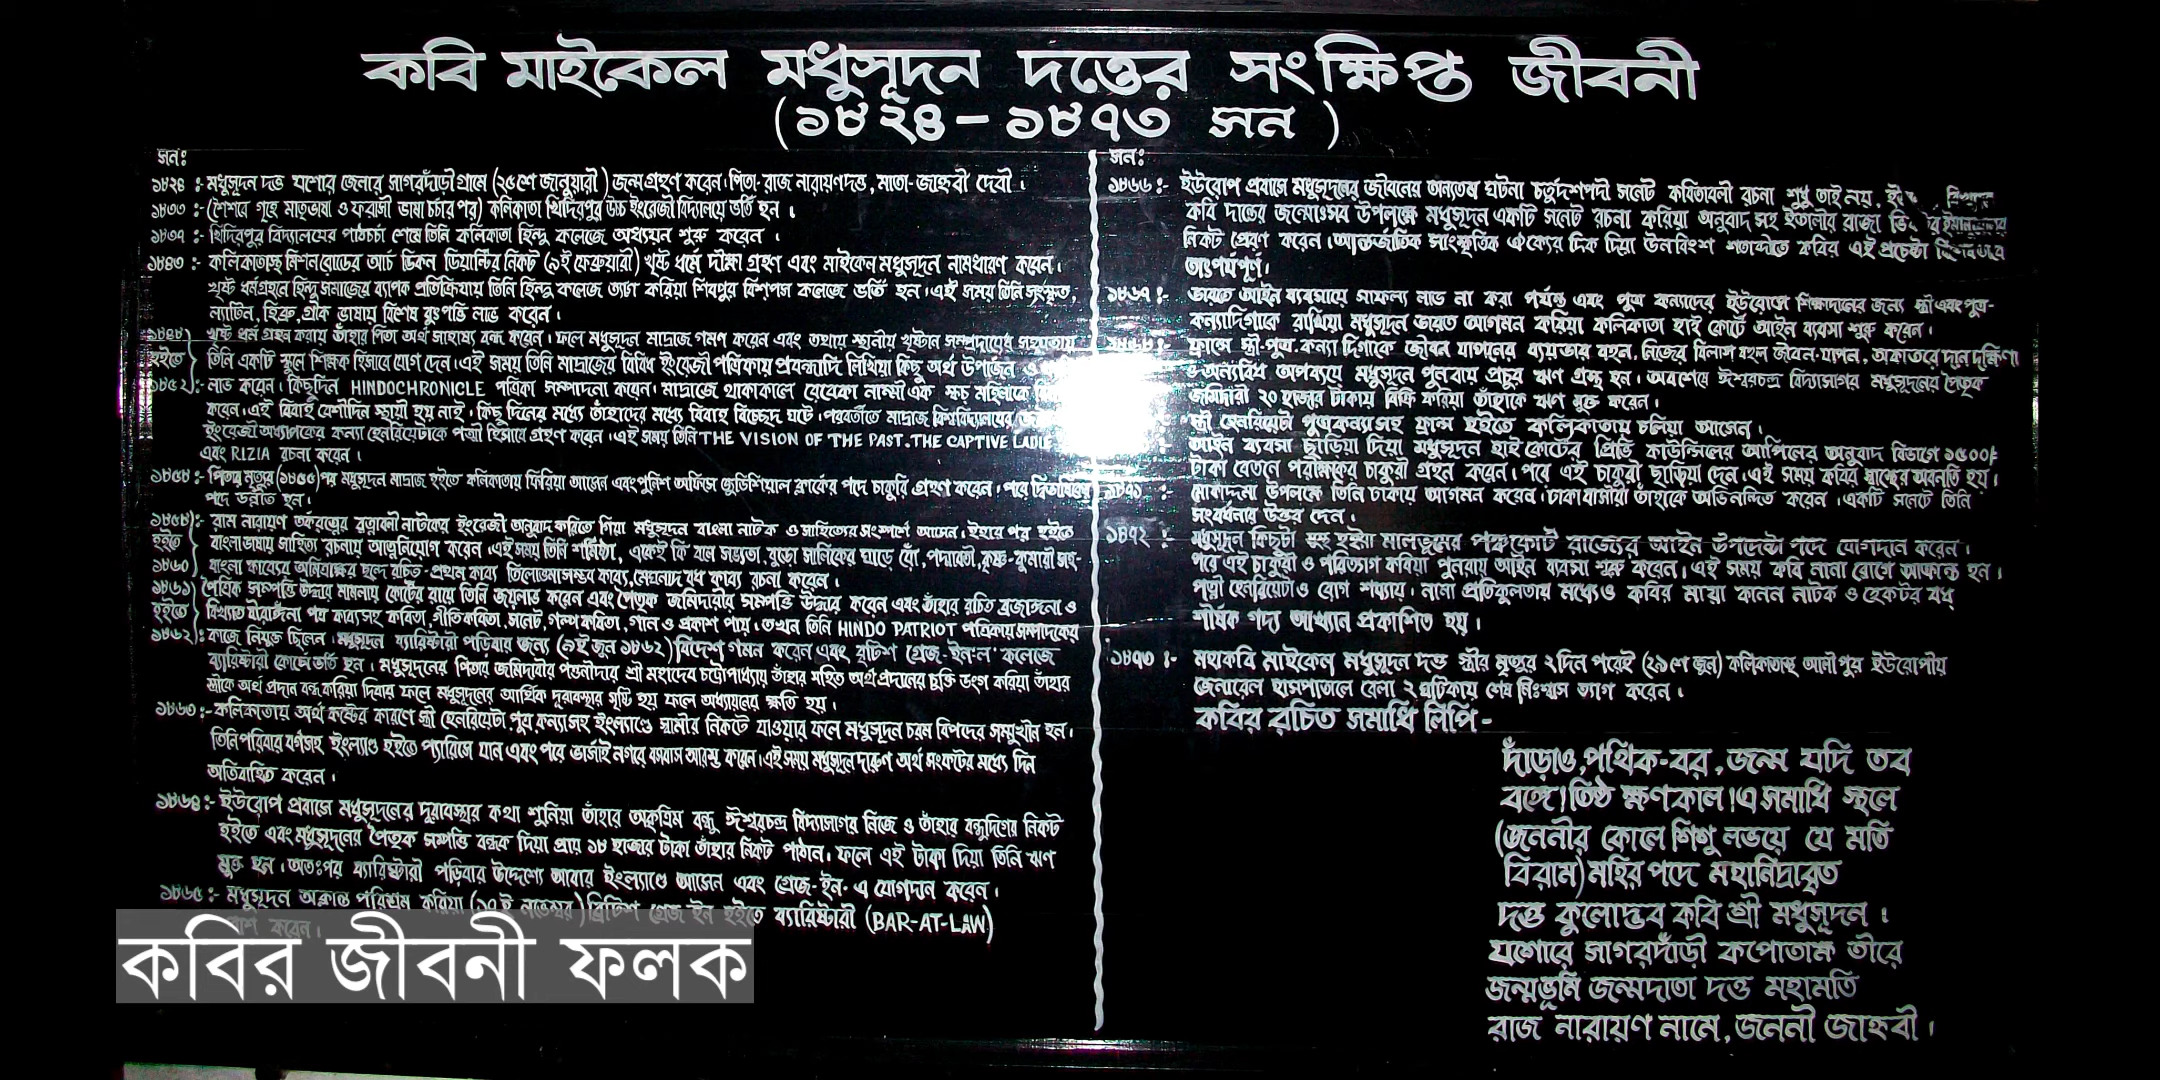 কবি মাইকেল মধুসূদন দত্তের সংক্ষিপ্ত জীবনী
(১৮২৪ - ১৮৭৩ সন )
সন:
১৮২৪ :- মধুসূদন দত্ত যশোর জেলার সাগরদাঁড়ী গ্রামে (২৫শে জানুয়ারী) জন্ম গ্রহণ করেন। পিতা- রাজ নারায়ণ দত্ত, মাতা- জাহ্নবী দেবী।
১৮৩৩ :- (শৈশবে গৃহে মাতৃভাষা ও ফরাসী ভাষা চর্চার পর) কলিকাতা খিদিরপুর উচ্চ ইংরেজী বিদ্যালয়ে ভর্তি হন।
১৮৩৭ :- খিদিরপুর বিদ্যালয়ের পাঠচর্চা শেষে তিনি কলিকাতা হিন্দু কলেজে অধ্যয়ন শুরু করেন।
১৮৪৩ :- কলিকাতাস্থ মিশন রোডের আর্চ ডিকন ডিয়াল্ট্রির নিকট (৯ই ফেব্রুয়ারী) খৃষ্ট ধর্মে দীক্ষা গ্রহণ এবং মাইকেল মধুসূদন নামধারণ করেন।
খৃষ্ট ধর্মগ্রহনে হিন্দু সমাজের ব্যাপক প্রতিক্রিয়ায় তিনি হিন্দু কলেজ ত্যাগ করিয়া শিবপুর বিশপস কলেজে ভর্তি হন। এই সময় তিনি সংস্কৃত,
ল্যাটিন, হিব্রু, গ্রীক ভাষায় বিশেষ বুৎপত্তি লাভ করেন।
১৮৪৮) খৃষ্ট ধর্ম গ্রহন করায় তাঁহার পিতা অর্থ সাহায্য বন্ধ করেন। ফলে মধুসূদন মাদ্রাজ গমণ করেন এবং তথায় স্থানীয় খৃষ্টান সম্প্রদায়ের সহায়তায়
হইতে তিনি একটি স্কুলে শিক্ষক হিসাবে যোগ দেন। এই সময় তিনি মাদ্রাজের বিবিধ ইংরেজী পত্রিকায় প্রবন্ধাদি লিখিয়া কিছু অর্থ উপার্জন ও
১৮৫২):- লাভ করেন। কিছুদিন HINDOCHRONICLE পত্রিকা সম্পাদনা করেন। মাদ্রাজে থাকাকালে রেবেকা নাম্মী এক স্কচ মহিলাকে
করেন। এই বিবাহ বেশীদিন স্থায়ী হয় নাই। কিছু দিনের মধ্যে তাঁহাদের মধ্যে বিবাহ বিচ্ছেদ ঘটে। পরবর্তীতে মাদ্রাজ বিশ্ববিদ্যালয়ের
ইংরেজী অধ্যাপকের কন্যা হেনরিয়েটাকে পত্নী হিসাবে গ্রহণ করেন। এই সময় তিনি THE VISION OF THE PAST. THE CAPTIVE LADIE
এবং RIZIA রচনা করেন।
পিতার মৃত্যুর (১৮৫৫) পর মধুসূদন মাদ্রাজ হইতে কলিকাতায় ফিরিয়া আসেন এবং পুলিশ অফিসে জুডিশিয়াল ক্লার্কের পদে চাকুরি গ্রহণ করেন। পরে দ্বিভাষিকের
পদে উন্নীত হন।
১৮৫৮) :- রাম নারায়ণ তর্করত্নের রত্নাবলী নাটকের ইংরেজী অনুবাদ করিতে গিয়া মধুসূদন বাংলা নাটক ও সাহিত্যের সংস্পর্শে আসেন। ইহার পর হইতে
হইতে বাংলা ভাষায় সাহিত্য রচনায় আত্মনিয়োগ করেন। এই সময় তিনি শর্মিষ্ঠা, একেই কি বলে সভ্যতা, বুড়ো সালিকের ঘাড়ে রোঁ, পদ্মাবতী, কৃষ্ণ-কুমারী সহ-
১৮৬০) বাংলা কাব্যের অমিত্রাক্ষর ছন্দে রচিত- প্রথম কাব্য তিলোত্তমা সম্ভব কাব্য, মেঘনাদ বধ কাব্য রচনা করেন।
১৮৬১) পৈত্রিক সম্পত্তি উদ্ধার মামলায় কোর্টের রায়ে তিনি জয়লাভ করেন এবং পৈতৃক জমিদারীর সম্পত্তি উদ্ধার করেন এবং তাঁহার রচিত ব্রজাঙ্গনা ও
হইতে বিখ্যাত বীরাঙ্গনা পত্র কাব্যসহ কবিতা, গীতিকবিতা, সনেট, গল্প কবিতা, গান ও প্রকাশ পায়। তখন তিনি HINDO PATRIOT পত্রিকায় সম্পাদকের
১৮৬২): কাজে নিযুক্ত ছিলেন। মধুসূদন ব্যারিষ্টারী পড়িবার জন্য (৯ই জুন ১৮৬২) বিদেশ গমন করেন এবং বৃটিশ গ্রেজ-ইন-ল' কলেজে
ব্যারিষ্টারী কোর্সে ভর্তি হন। মধুসূদনের পিতার জমিদারীর পত্তনীদার শ্রী মহাদেব চট্টোপাধ্যায় তাঁহার সহিত অর্থ প্রদানের চুক্তি ভংগ করিয়া তাঁহার
স্ত্রীকে অর্থ প্রদান বন্ধ করিয়া দিবার ফলে মধুসূদনের আর্থিক দুরাবস্থার সৃষ্টি হয় ফলে অধ্যয়নের ক্ষতি হয়।
১৮৬৩:- কলিকাতায় অর্থ কষ্টের কারণে স্ত্রী হেনরিয়েটা পুত্র কন্যা সহ ইংল্যাণ্ডে স্বামীর নিকটে যাওয়ার ফলে মধুসূদন চরম বিপদের সম্মুখীন হন।
তিনি পরিবার বর্গসহ ইংল্যাণ্ড হইতে প্যারিসে যান এবং পরে ভার্সাই নগরে বসবাস আরম্ভ করেন। এই সময় মধুসূদন দারুণ অর্থ সংকটের মধ্যে দিন
অতিবাহিত করেন।
১৮৬৪:- ইউরোপ প্রবাসে মধুসূদনের দূরাবস্থার কথা শুনিয়া তাঁহার অকৃত্রিম বন্ধু ঈশ্বরচন্দ্র বিদ্যাসাগর নিজে ও তাঁহার বন্ধুদিগের নিকট
হইতে এবং মধুসূদনের পৈতৃক সম্পত্তি বন্ধক দিয়া প্রায় ১৮ হাজার টাকা তাঁহার নিকট পাঠান। ফলে এই টাকা দিয়া তিনি ঋণ
মুক্ত হন। অতঃপর ব্যারিষ্টারী পড়িবার উদ্দেশ্যে আবার ইংল্যাণ্ডে আসেন এবং গ্রেজ-ইন-এ যোগদান করেন।
১৮৬৫:- মধুসূদন অক্লান্ত পরিশ্রম করিয়া (১৭ই নভেম্বর) ব্রিটিশ গ্রেজ ইন হইতে ব্যারিষ্টারী (BAR-AT-LAW)
পাশ করেন।
সন:
১৮৬৬:- ইউরোপ প্রবাসে মধুসূদনের জীবনের অন্যতম ঘটনা চতুর্দশপদী সনেট কবিতাবলী রচনা শুধু তাই নয়,
কবি দান্তের জন্মোৎসব উপলক্ষে মধুসূদন একটি সনেট রচনা করিয়া অনুবাদ সহ ইতালীর রাজা
নিকট প্রেরণ করেন। আন্তর্জাতিক সাংস্কৃতিক ঐক্যের দিক দিয়া উনবিংশ শতাব্দীতে কবির এই প্রচেষ্টা বিশেষভাবে
তাৎপর্যপূর্ণ।
১৮৬৭:- ভারতে আইন ব্যবসায়ে সাফল্য লাভ না করা পর্যন্ত এবং পুত্র কন্যাদের ইউরোপে শিক্ষাদানের জন্য স্ত্রী এবং পুত্র-
কন্যাদিগকে রাখিয়া মধুসূদন ভারত আগমন করিয়া কলিকাতা হাই কোর্টে আইন ব্যবসা শুরু করেন।
ফ্রান্সে স্ত্রী-পুত্র-কন্যা দিগকে জীবন যাপনের ব্যয়ভার বহন, নিজের বিলাস বহুল জীবন-যাপন, অকাতরে দান দক্ষিণা
ও অন্যবিধ অপব্যয়ে মধুসূদন পুনরায় প্রচুর ঋণ গ্রস্থ হন। অবশেষে ঈশ্বরচন্দ্র বিদ্যাসাগর মধুসূদনের পৈতৃক
জমিদারী ২০ হাজার টাকায় বিক্রি করিয়া তাঁহাকে ঋণ মুক্ত করেন।
স্ত্রী হেনরিয়েটা পুত্রকন্যাসহ ফ্রান্স হইতে কলিকাতায় চলিয়া আসেন।
আইন ব্যবসা ছাড়িয়া দিয়া মধুসূদন হাই কোর্টের প্রিভি কাউন্সিলের আপিলের অনুবাদ বিভাগে ১৫০০/-
টাকা বেতনে পরীক্ষকের চাকুরী গ্রহন করেন। পরে এই চাকুরী ছাড়িয়া দেন। এই সময় কবির স্বাস্থ্যের অবনতি হয়।
মোকদ্দমা উপলক্ষে তিনি ঢাকায় আগমন করেন। ঢাকাবাসীরা তাঁহাকে অভিনন্দিত করেন। একটি সনেটে তিনি
সংবর্ধনার উত্তর দেন।
১৮৭২ :- মধুসূদন কিছুটা সুস্থ হইয়া মালভূমের পঞ্চকোট রাজ্যের আইন উপদেষ্টা পদে যোগদান করেন।
পরে এই চাকুরী ও পরিত্যাগ করিয়া পুনরায় আইন ব্যবসা শুরু করেন। এই সময় কবি নানা রোগে আক্রান্ত হন।
পত্নী হেনরিয়েটাও রোগ শয্যায়। নানা প্রতিকূলতায় মধ্যেও কবির মায়া কানন নাটক ও হেকটর বধ
শীর্ষক গদ্য আখ্যান প্রকাশিত হয়।
১৮৭৩ :- মহাকবি মাইকেল মধুসূদন দত্ত স্ত্রীর মৃত্যুর ২দিন পরেই (২৯শে জুন) কলিকাতাস্থ আলীপুর ইউরোপীয়
জেনারেল হাসপাতালে বেলা ২ ঘটিকায় শেষ নিঃশ্বাস ত্যাগ করেন।
কবির রচিত সমাধি লিপি -
দাঁড়াও, পথিক-বর, জন্ম যদি তব
বঙ্গে। তিষ্ঠ ক্ষণকাল। এ সমাধি স্থলে
(জননীর কোলে শিশু লভয়ে যে মতি
বিরাম) মহির পদে মহানিদ্রাবৃত
দত্ত কুলোদ্ভব কবি শ্রী মধুসূদন।
যশোরে সাগরদাঁড়ী কপোতাক্ষ তীরে
জন্মভূমি জন্মদাতা দত্ত মহামতি
রাজ নারায়ণ নামে, জননী জাহ্নবী।
কবির জীবনী ফলক